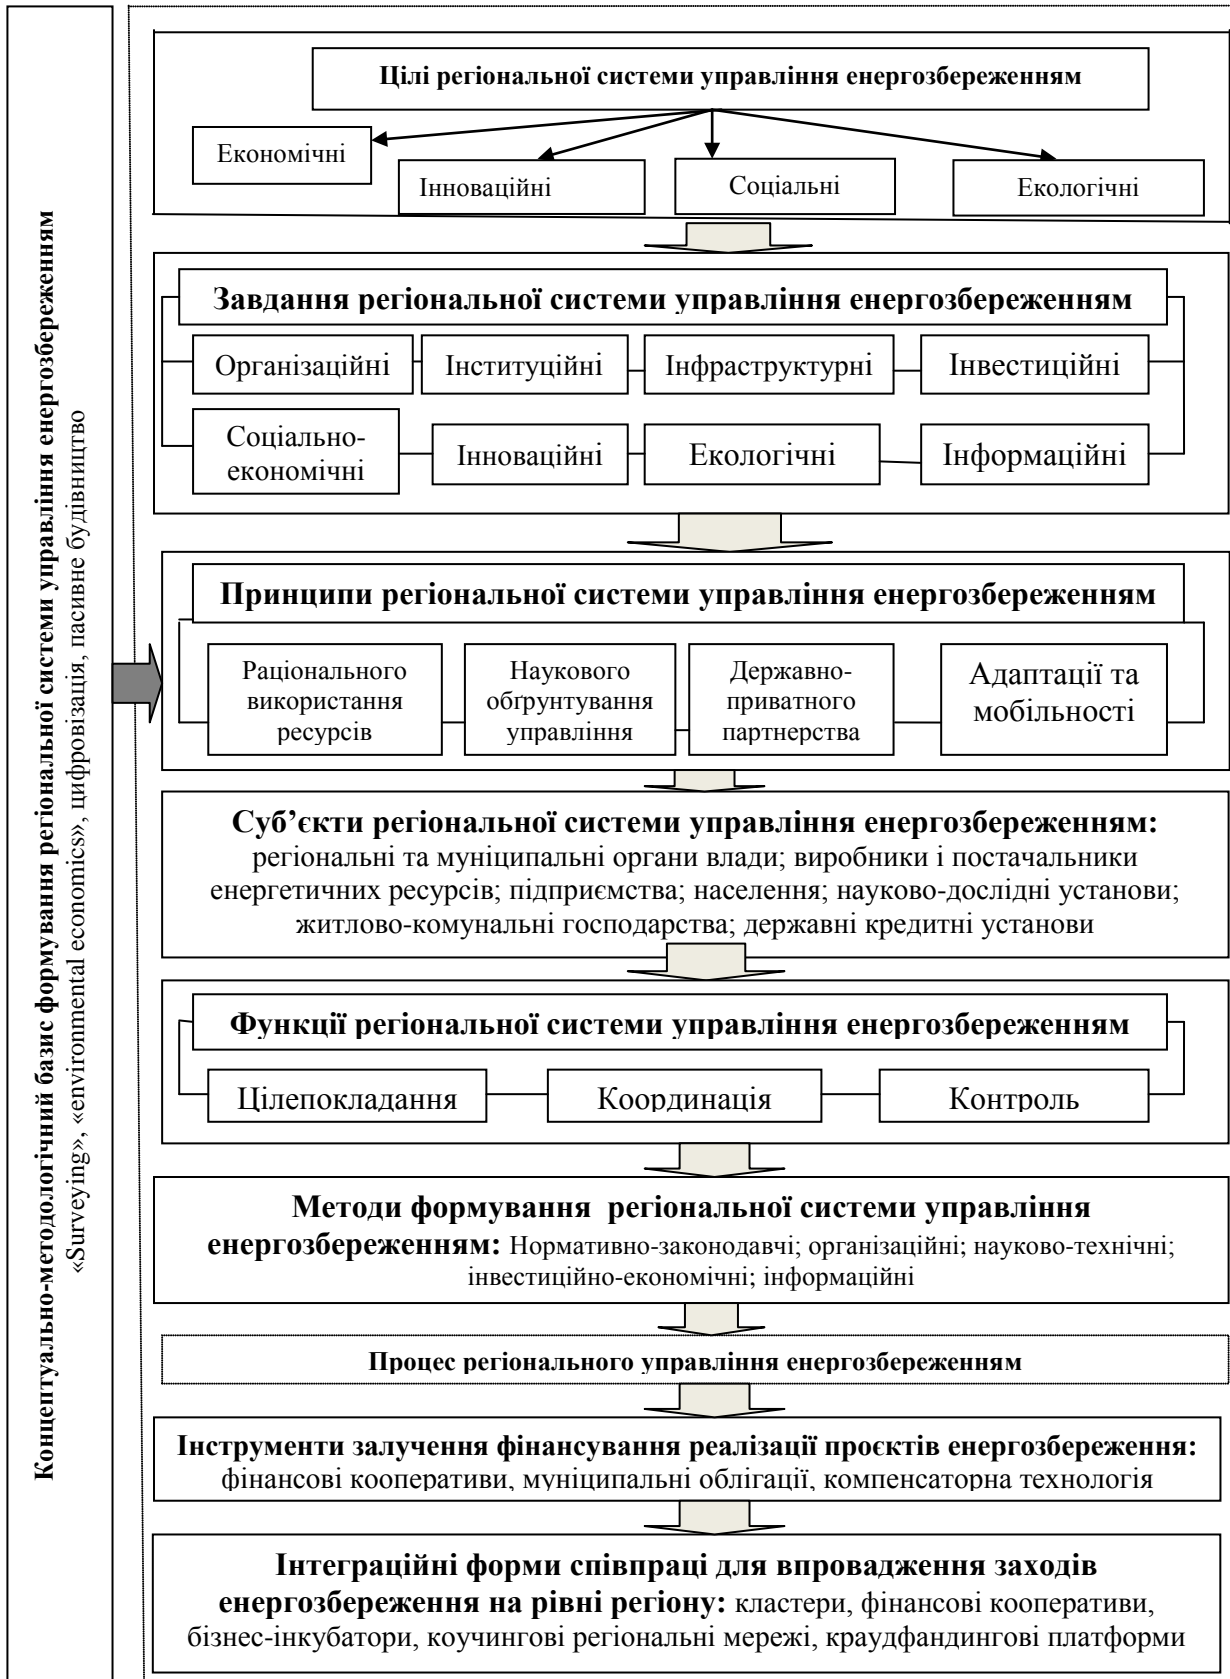 Концептуально-методологічний базис формування регіональної системи управління енергозбереженням
«Surveying», «environmental economics», цифровізація, пасивне будівництво
Цілі регіональної системи управління енергозбереженням
Економічні
Інноваційні
Соціальні
Екологічні
Завдання регіональної системи управління енергозбереженням
Організаційні
Інституційні
Інфраструктурні
Інвестиційні
Соціально-
економічні
Інноваційні
Екологічні
Інформаційні
Принципи регіональної системи управління енергозбереженням
Раціонального
використання
ресурсів
Наукового
обґрунтування
управління
Державно-
приватного
партнерства
Адаптації та
мобільності
Суб’єкти регіональної системи управління енергозбереженням:
регіональні та муніципальні органи влади; виробники і постачальники
енергетичних ресурсів; підприємства; населення; науково-дослідні установи;
житлово-комунальні господарства; державні кредитні установи
Функції регіональної системи управління енергозбереженням
Цілепокладання
Координація
Контроль
Методи формування регіональної системи управління
енергозбереженням: Нормативно-законодавчі; організаційні; науково-технічні;
інвестиційно-економічні; інформаційні
Процес регіонального управління енергозбереженням
Інструменти залучення фінансування реалізації проєктів енергозбереження:
фінансові кооперативи, муніципальні облігації, компенсаторна технологія
Інтеграційні форми співпраці для впровадження заходів
енергозбереження на рівні регіону: кластери, фінансові кооперативи,
бізнес-інкубатори, коучингові регіональні мережі, краудфандингові платформи